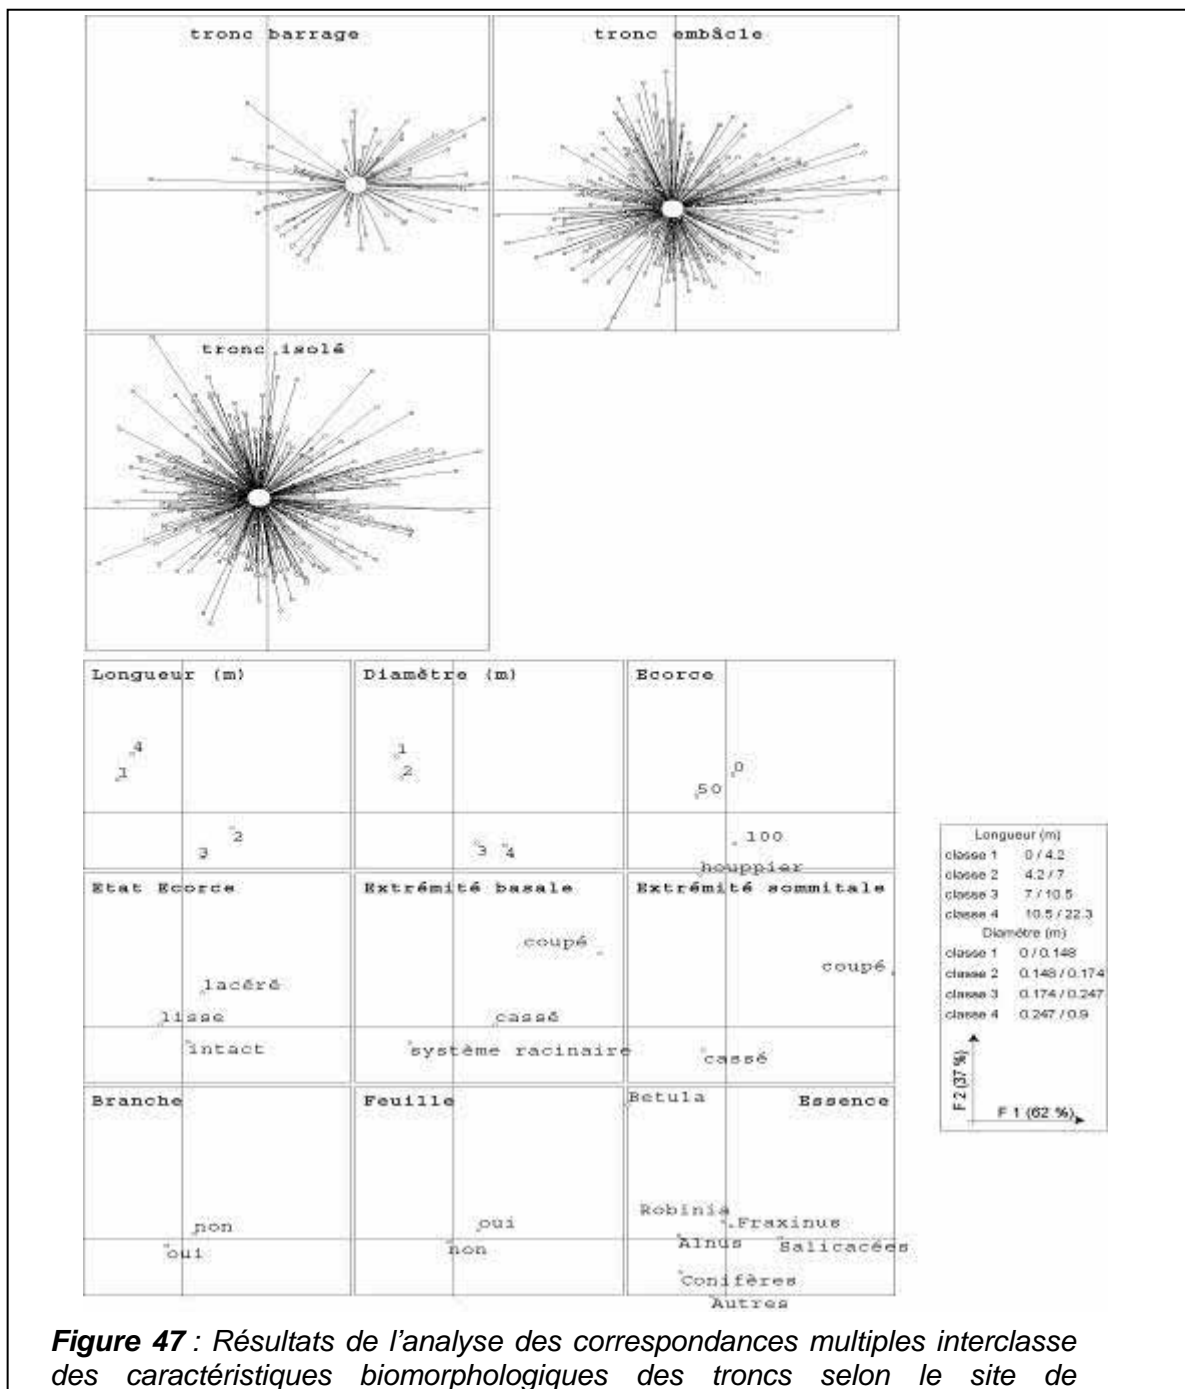 tronc barrage
tronc embâcle
tronc isolé
Longueur (m)
4
1
2
3
Diamètre (m)
1
2
3
4
Ecorce
0
50
100
houppier
Etat Ecorce
lacéré
lisse
intact
Extrémité basale
coupé
cassé
système racinaire
Extrémité sommitale
coupé
cassé
Branche
non
oui
Feuille
oui
non
Essence
Betula
Robinia
Fraxinus
Alnus
Salicacées
Conifères
Autres
Longueur (m)
classe 1 0 / 4.2
classe 2 4.2 / 7
classe 3 7 / 10.5
classe 4 10.5 / 22.3
Diamètre (m)
classe 1 0 / 0.148
classe 2 0.148 / 0.174
classe 3 0.174 / 0.247
classe 4 0.247 / 0.9
F 2 (37 %)
F 1 (62 %)
Figure 47 : Résultats de l’analyse des correspondances multiples interclasse
des caractéristiques biomorphologiques des troncs selon le site de